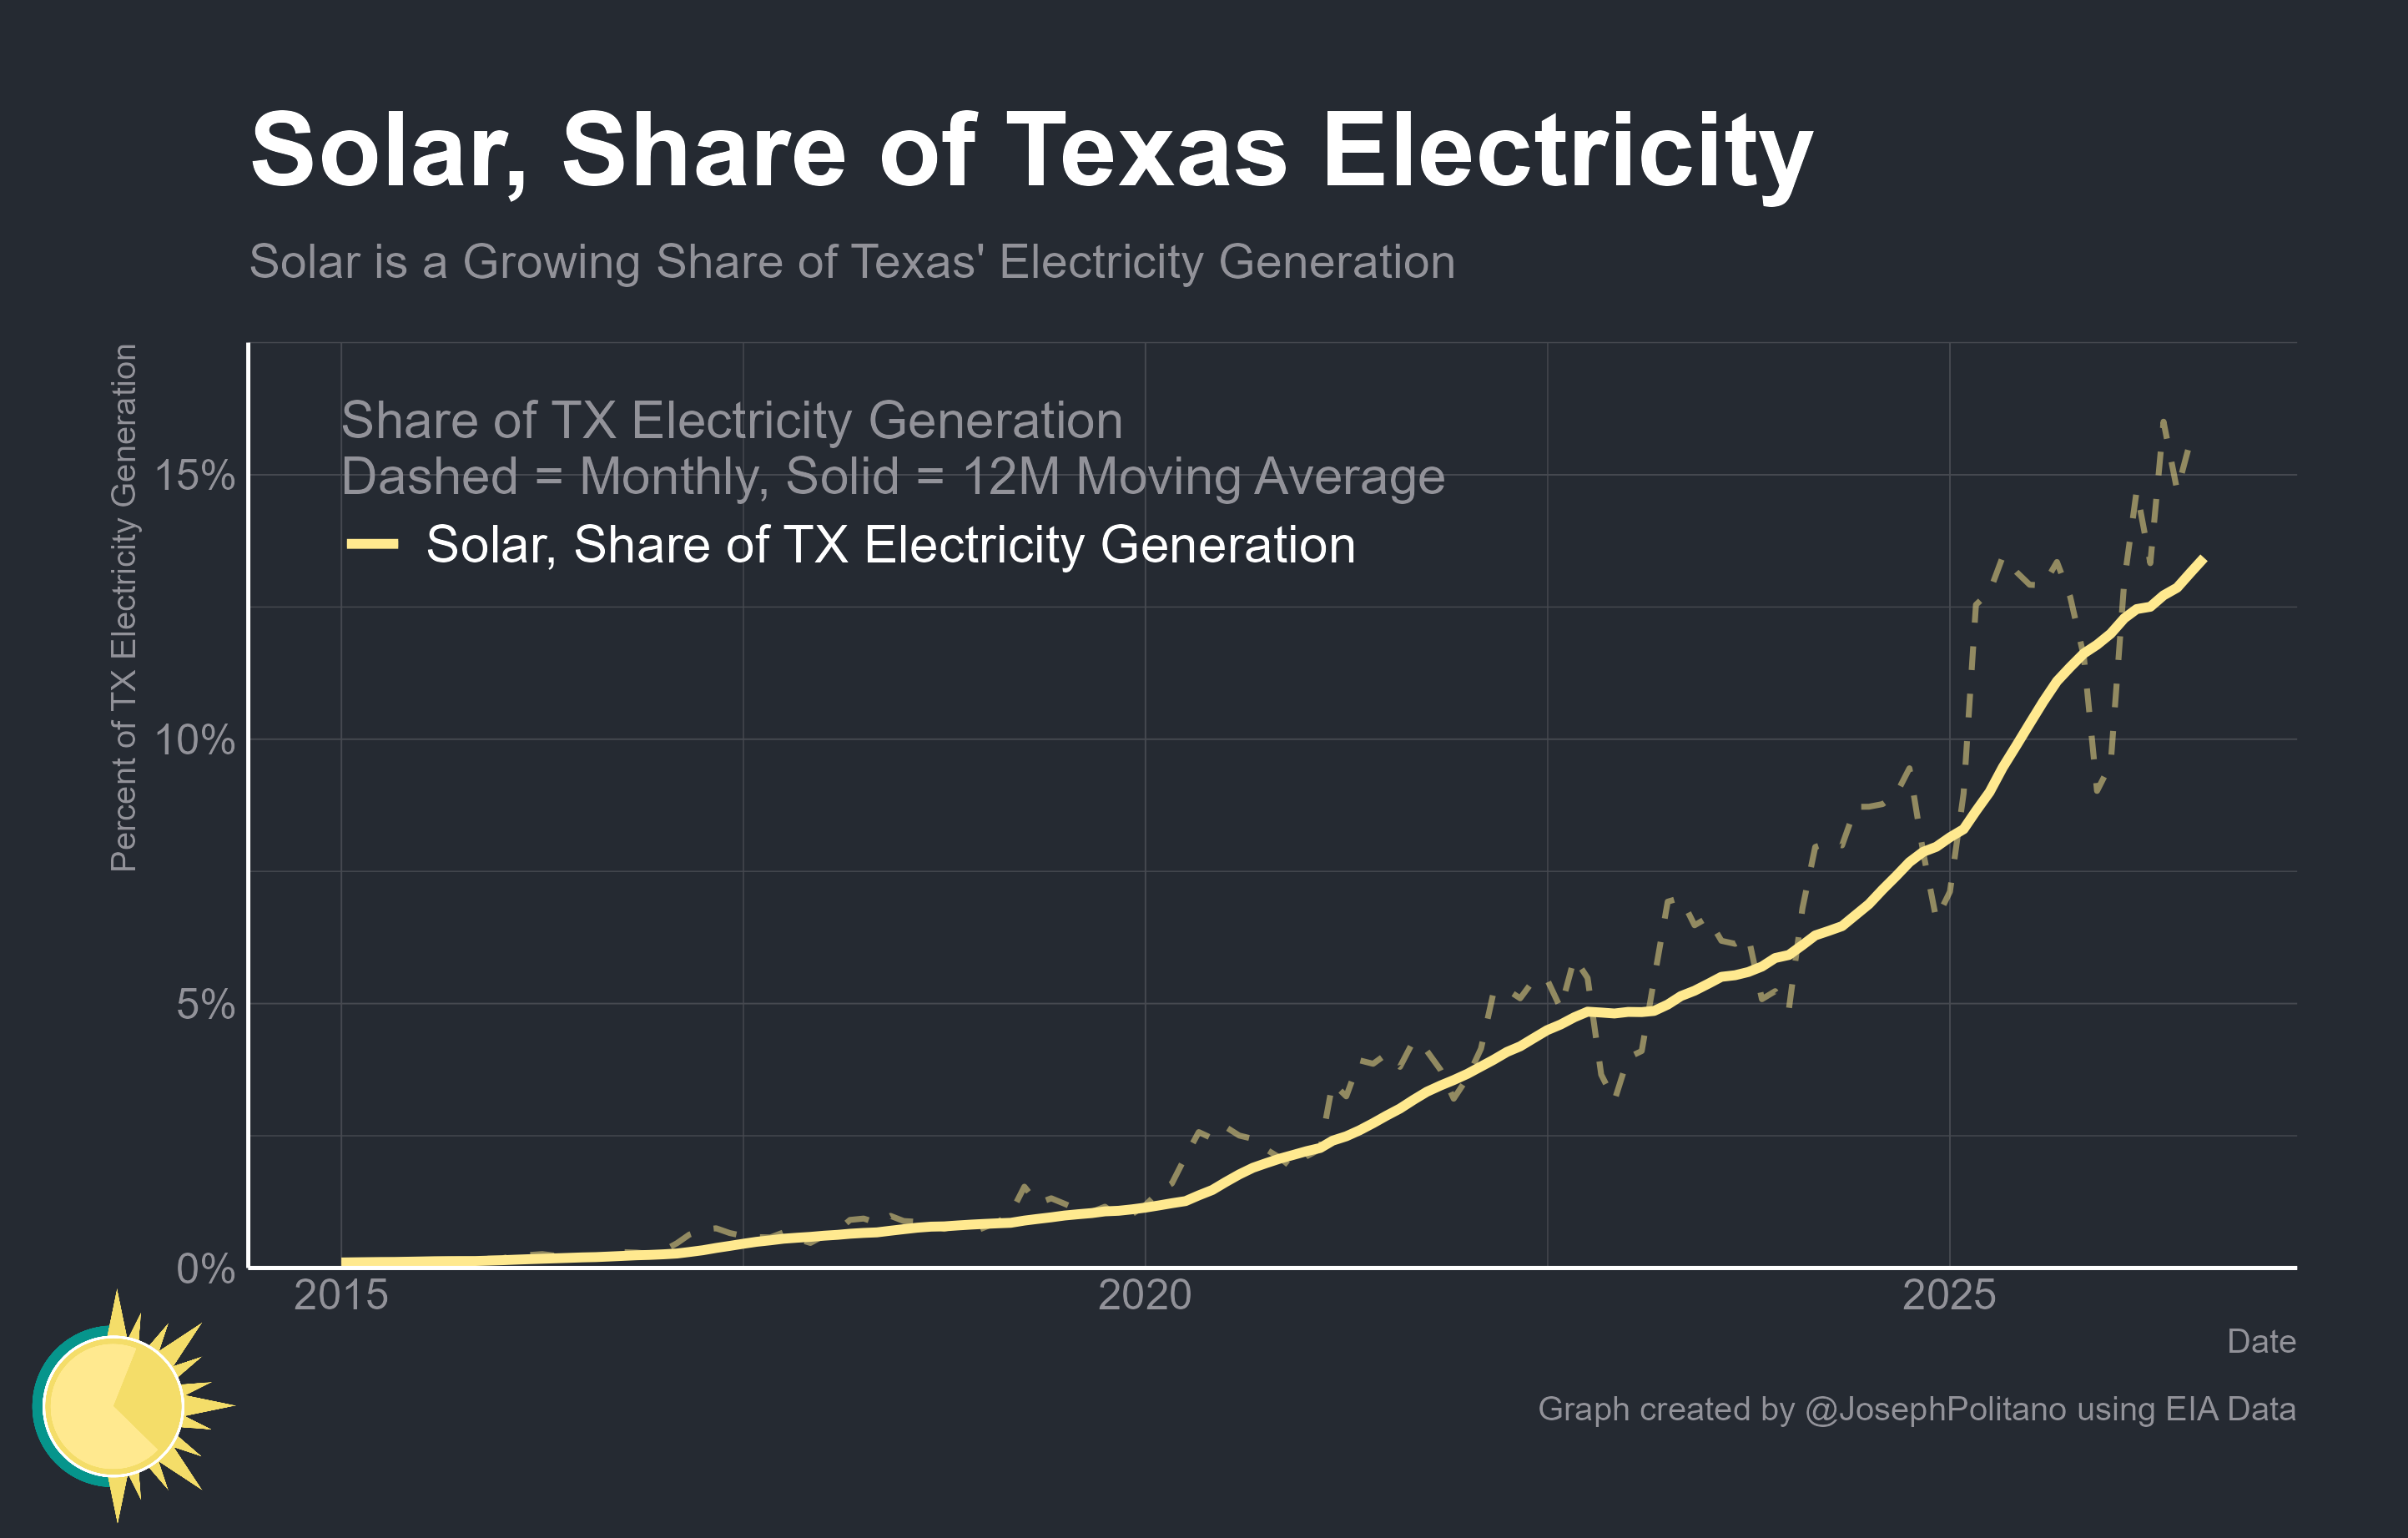 Solar, Share of Texas Electricity
Solar is a Growing Share of Texas' Electricity Generation
Percent of TX Electricity Generation
Share of TX Electricity Generation
Dashed = Monthly, Solid = 12M Moving Average
Solar, Share of TX Electricity Generation
15%
10%
5%
0%
2015
2020
2025
Date
Graph created by @JosephPolitano using EIA Data